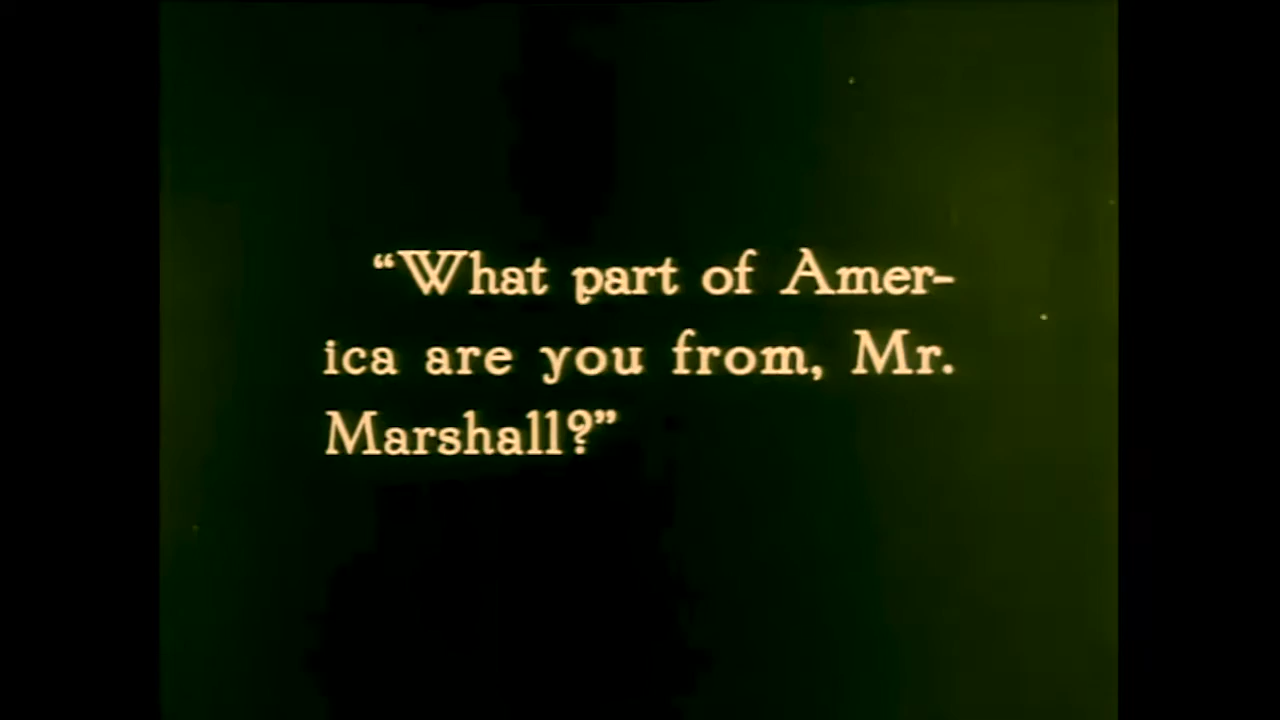 “What part of Amer-
ica are you from, Mr.
Marshall?”